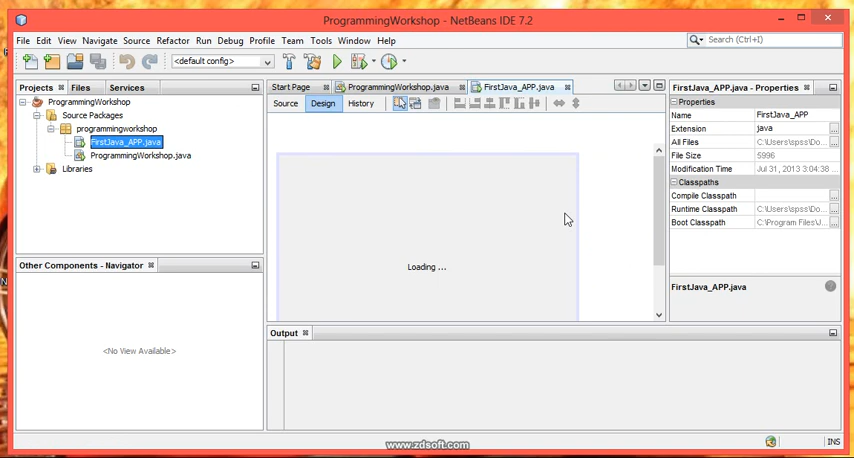 ProgrammingWorkshop - NetBeans IDE 7.2
File Edit View Navigate Source Refactor Run Debug Profile Team Tools Window Help
Search (Ctrl+I)
<default config>
Projects Files Services
ProgrammingWorkshop
Source Packages
programmingworkshop
FirstJava_APP.java
ProgrammingWorkshop.java
Libraries
Other Components - Navigator
<No View Available>
Start Page ProgrammingWorkshop.java FirstJava_APP.java
Source Design History
Loading ...
Output
FirstJava_APP.java - Properties
Properties
Name FirstJava_APP
Extension java
All Files C:\Users\spss\Do...
File Size 5996
Modification Time Jul 31, 2013 3:04:38 ...
Classpaths
Compile Classpath
Runtime Classpath C:\Users\spss\Do...
Boot Classpath C:\Program Files\J...
FirstJava_APP.java
INS
www.zdsoft.com